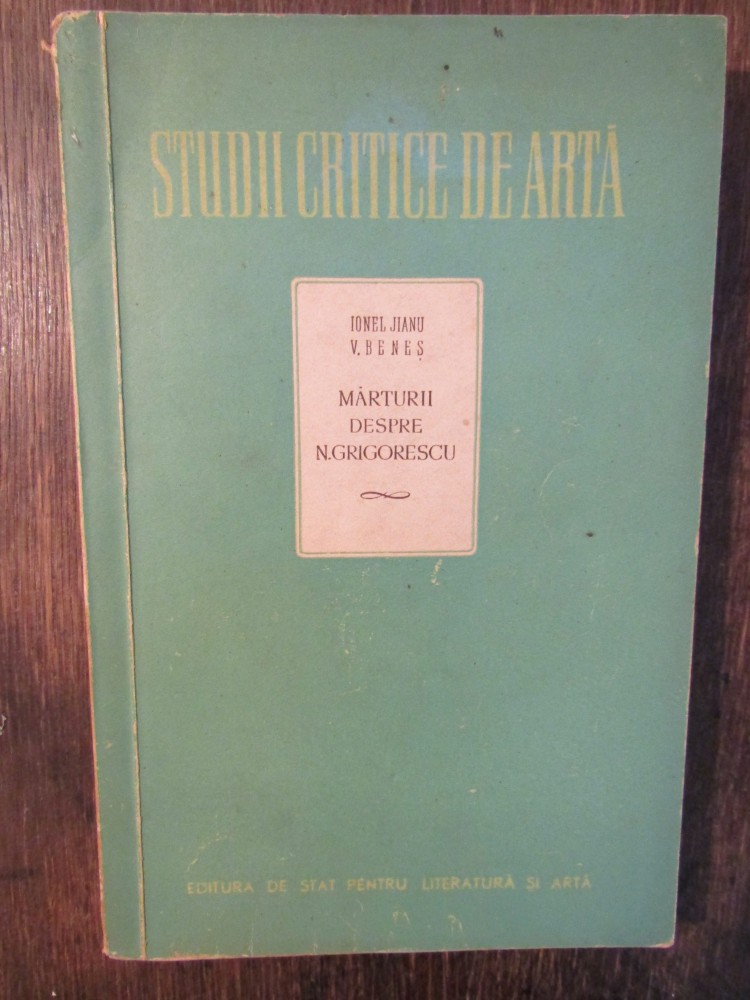 STUDII CRITICE DE ARTĂ
IONEL JIANU
V. BENEȘ
MĂRTURII
DESPRE
N. GRIGORESCU
EDITURA DE STAT PENTRU LITERATURĂ ȘI ARTĂ